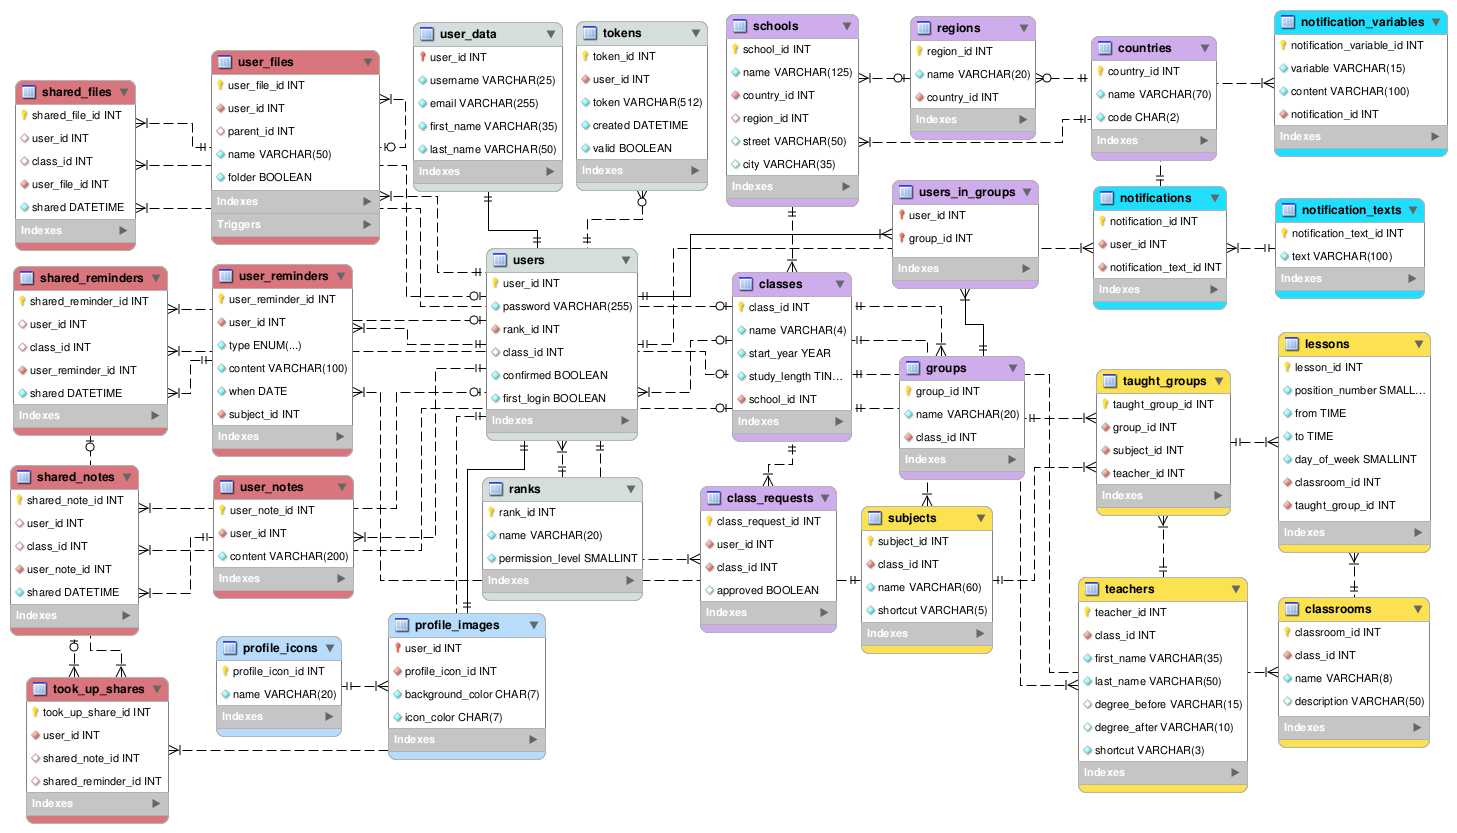 shared_files
shared_file_id INT
user_id INT
class_id INT
user_file_id INT
shared DATETIME
Indexes
user_files
user_file_id INT
user_id INT
parent_id INT
name VARCHAR(50)
folder BOOLEAN
Indexes
Triggers
user_data
user_id INT
username VARCHAR(25)
email VARCHAR(255)
first_name VARCHAR(35)
last_name VARCHAR(50)
Indexes
tokens
token_id INT
user_id INT
token VARCHAR(512)
created DATETIME
valid BOOLEAN
Indexes
schools
school_id INT
name VARCHAR(125)
country_id INT
region_id INT
street VARCHAR(50)
city VARCHAR(35)
Indexes
regions
region_id INT
name VARCHAR(20)
country_id INT
Indexes
countries
country_id INT
name VARCHAR(70)
code CHAR(2)
Indexes
notification_variables
notification_variable_id INT
variable VARCHAR(15)
content VARCHAR(100)
notification_id INT
Indexes
users_in_groups
user_id INT
group_id INT
Indexes
notifications
notification_id INT
user_id INT
notification_text_id INT
Indexes
notification_texts
notification_text_id INT
text VARCHAR(100)
Indexes
shared_reminders
shared_reminder_id INT
user_id INT
class_id INT
user_reminder_id INT
shared DATETIME
Indexes
user_reminders
user_reminder_id INT
user_id INT
type ENUM(...)
content VARCHAR(100)
when DATE
subject_id INT
Indexes
users
user_id INT
password VARCHAR(255)
rank_id INT
class_id INT
confirmed BOOLEAN
first_login BOOLEAN
Indexes
classes
class_id INT
name VARCHAR(4)
start_year YEAR
study_length TIN...
school_id INT
Indexes
groups
group_id INT
name VARCHAR(20)
class_id INT
Indexes
taught_groups
taught_group_id INT
group_id INT
subject_id INT
teacher_id INT
Indexes
lessons
lesson_id INT
position_number SMALL...
from TIME
to TIME
day_of_week SMALLINT
classroom_id INT
taught_group_id INT
Indexes
shared_notes
shared_note_id INT
user_id INT
class_id INT
user_note_id INT
shared DATETIME
Indexes
user_notes
user_note_id INT
user_id INT
content VARCHAR(200)
Indexes
ranks
rank_id INT
name VARCHAR(20)
permission_level SMALLINT
Indexes
class_requests
class_request_id INT
user_id INT
class_id INT
approved BOOLEAN
Indexes
subjects
subject_id INT
class_id INT
name VARCHAR(60)
shortcut VARCHAR(5)
Indexes
teachers
teacher_id INT
class_id INT
first_name VARCHAR(35)
last_name VARCHAR(50)
degree_before VARCHAR(15)
degree_after VARCHAR(10)
shortcut VARCHAR(3)
Indexes
classrooms
classroom_id INT
class_id INT
name VARCHAR(8)
description VARCHAR(50)
Indexes
took_up_shares
took_up_share_id INT
user_id INT
shared_note_id INT
shared_reminder_id INT
Indexes
profile_icons
profile_icon_id INT
name VARCHAR(20)
Indexes
profile_images
user_id INT
profile_icon_id INT
background_color CHAR(7)
icon_color CHAR(7)
Indexes